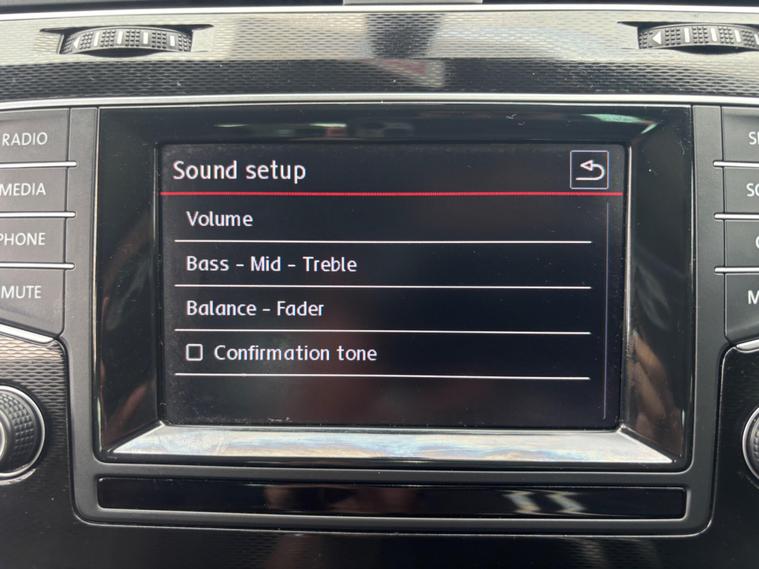 Sound setup
Volume
Bass - Mid - Treble
Balance - Fader
Confirmation tone
RADIO
MEDIA
PHONE
MUTE